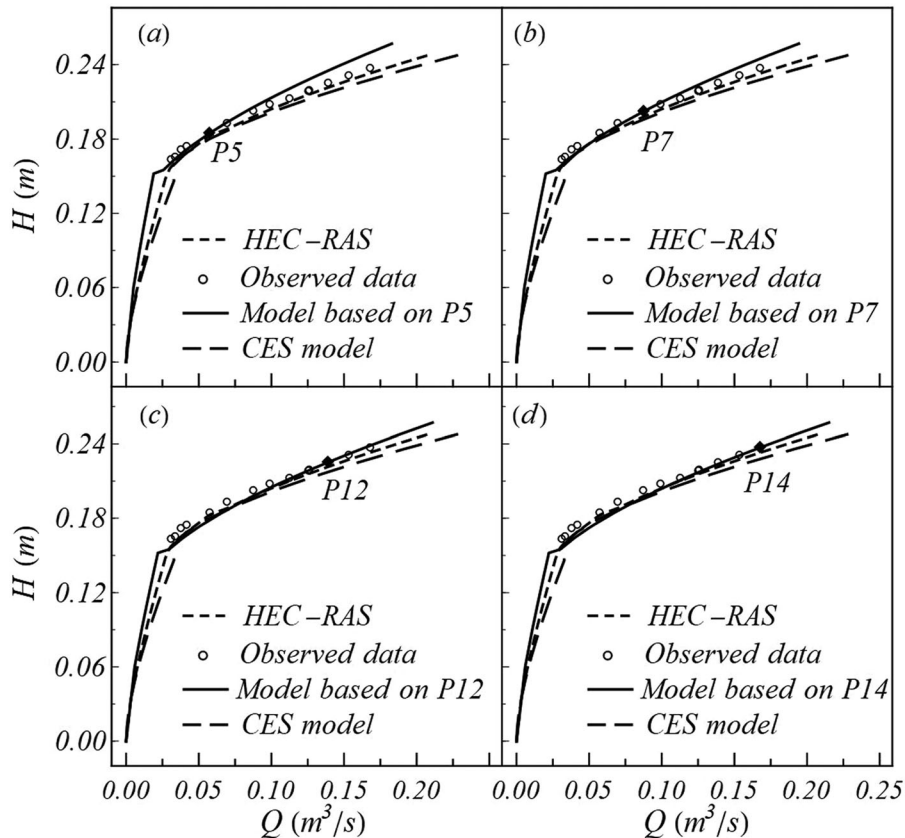 (a)
(b)
0.24
0.18
0.12
0.06
0.00
H (m)
P5
P7
HEC–RAS
Observed data
Model based on P5
CES model
HEC–RAS
Observed data
Model based on P7
CES model
(c)
(d)
0.24
0.18
0.12
0.06
0.00
H (m)
P12
P14
HEC–RAS
Observed data
Model based on P12
CES model
HEC–RAS
Observed data
Model based on P14
CES model
0.00 0.05 0.10 0.15 0.20
0.00 0.05 0.10 0.15 0.20 0.25
Q (m³/s)
Q (m³/s)